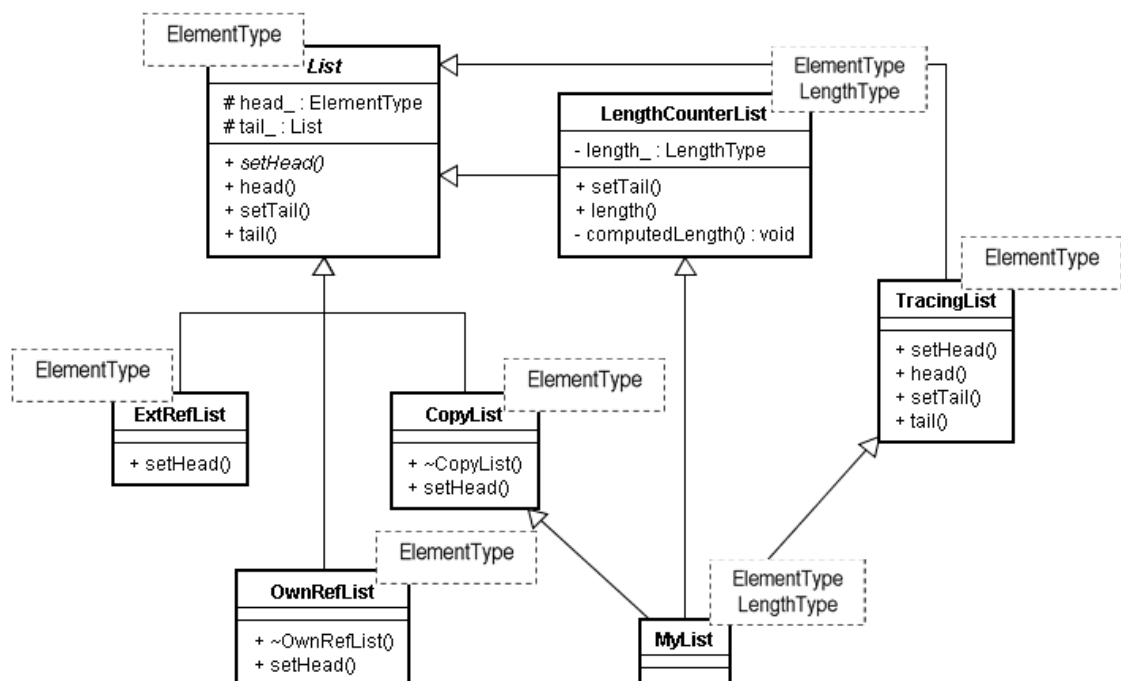 ElementType
List
# head_ : ElementType
# tail_ : List
+ setHead()
+ head()
+ setTail()
+ tail()
ElementType
LengthType
LengthCounterList
- length_ : LengthType
+ setTail()
+ length()
- computedLength() : void
ElementType
TracingList
+ setHead()
+ head()
+ setTail()
+ tail()
ElementType
ExtRefList
+ setHead()
ElementType
CopyList
+ ~CopyList()
+ setHead()
ElementType
OwnRefList
+ ~OwnRefList()
+ setHead()
ElementType
LengthType
MyList